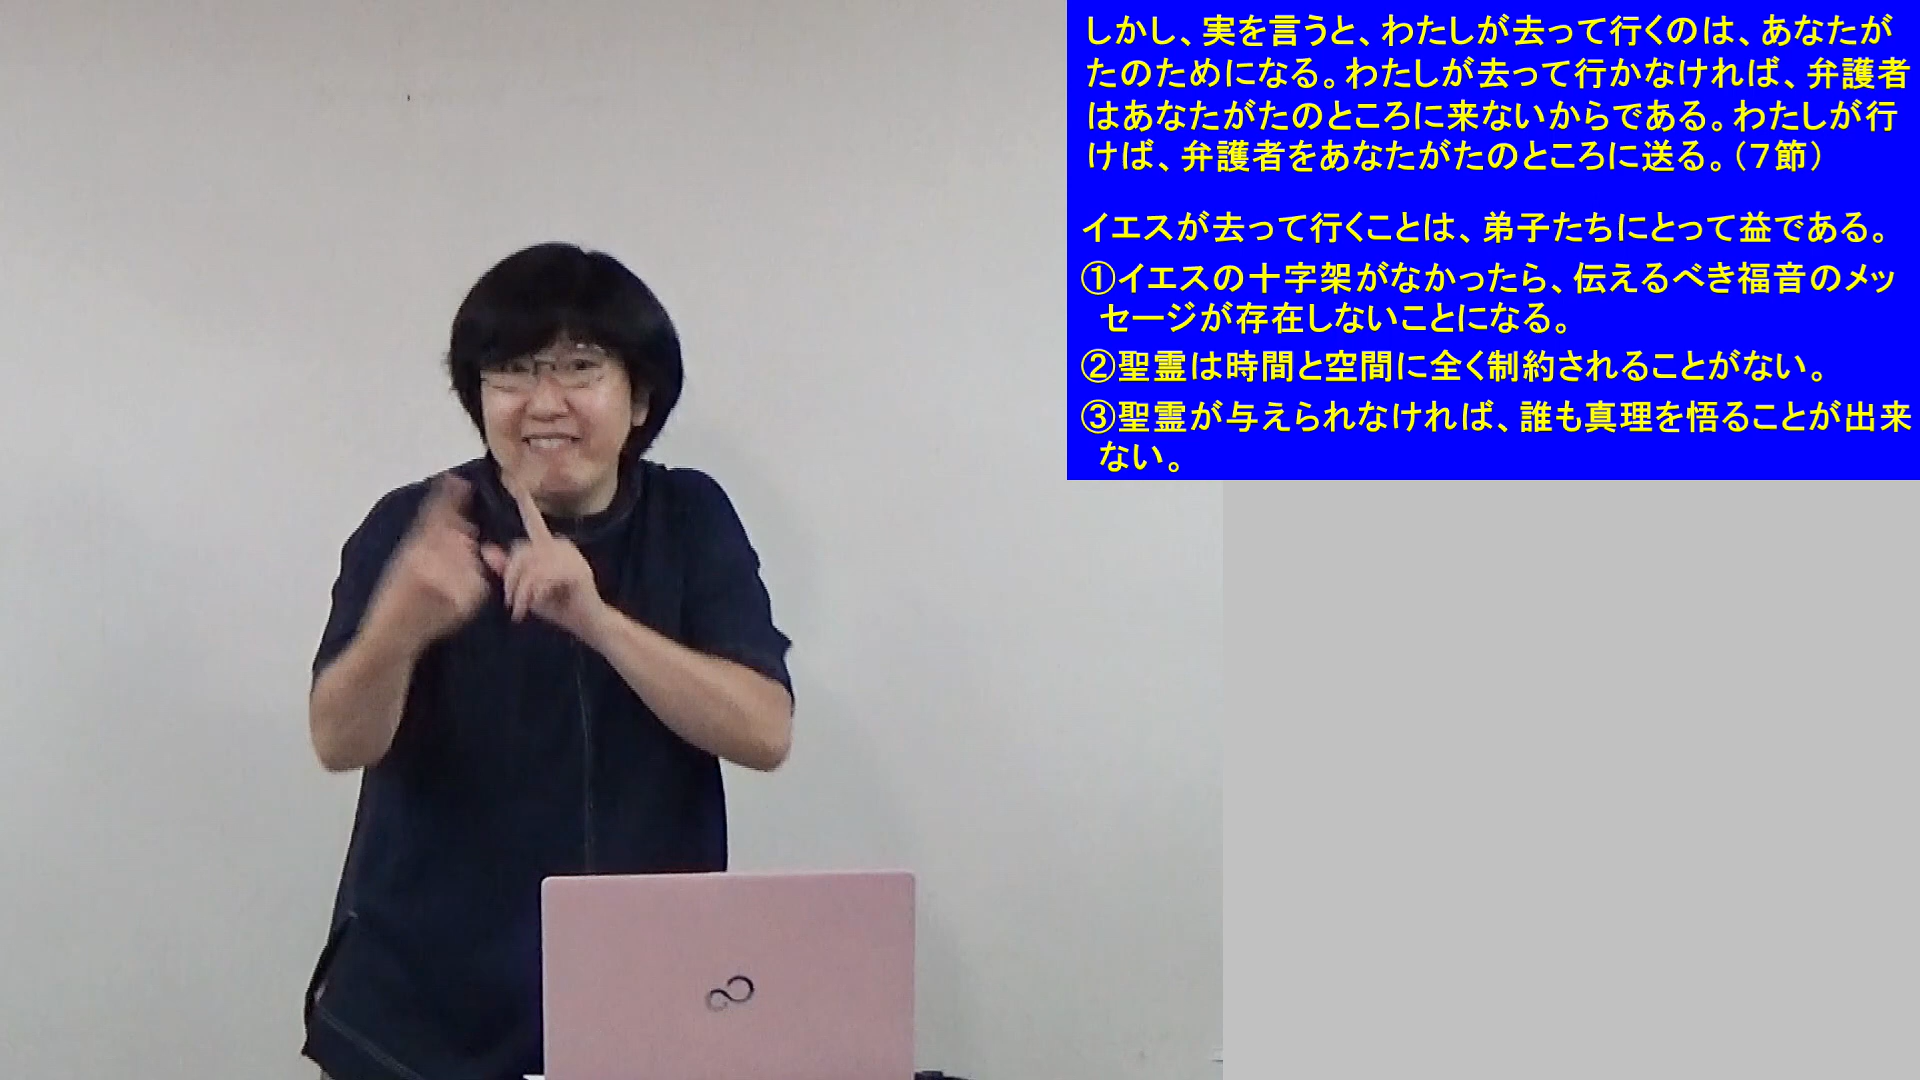 しかし、実を言うと、わたしが去って行くのは、あなたが
たのためになる。わたしが去って行かなければ、弁護者
はあなたがたのところに来ないからである。わたしが行
けば、弁護者をあなたがたのところに送る。（７節）
イエスが去って行くことは、弟子たちにとって益である。
①イエスの十字架がなかったら、伝えるべき福音のメッ
セージが存在しないことになる。
②聖霊は時間と空間に全く制約されることがない。
③聖霊が与えられなければ、誰も真理を悟ることが出来
ない。